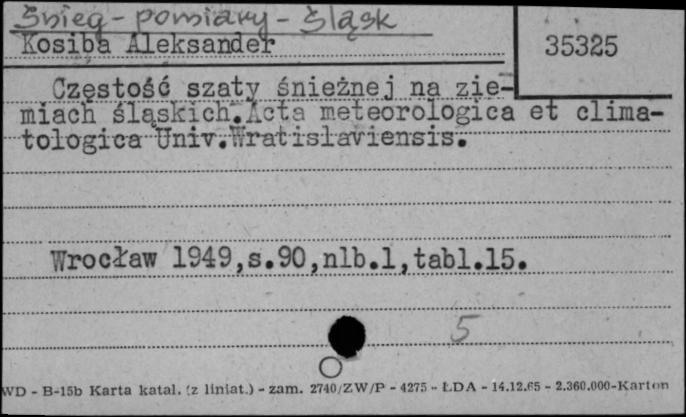 Śnieg - pomiary - Śląsk
Kosiba Aleksander
35325
Częstość szaty śnieżnej na zie-
miach śląskich. Acta meteorologica et clima-
tologica Univ. Wratislaviensis.
Wrocław 1949, s.90, nlb.1, tabl.15.
5
WD - B-15b Karta katal. (z liniat.) - zam. 2740/ZW/P - 4275 - ŁDA - 14.12.65 - 2.360.000-Karton